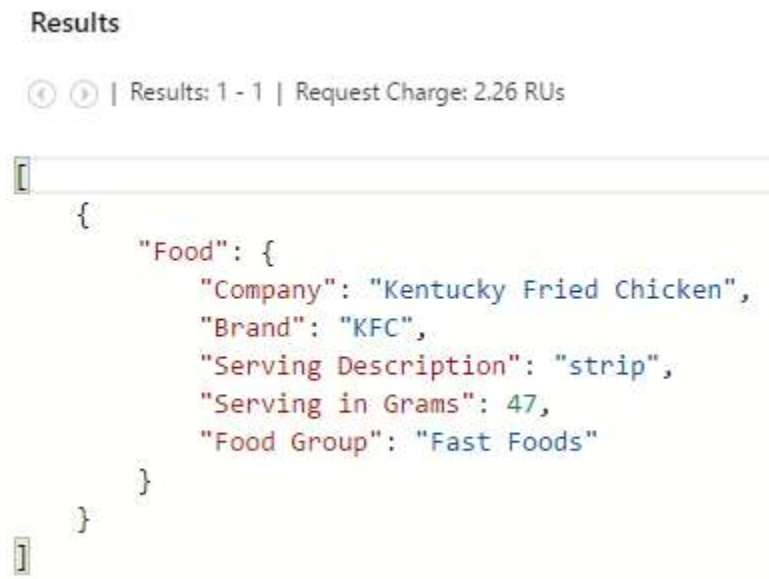 Results
| Results: 1 - 1 | Request Charge: 2.26 RUs
[
    {
        "Food": {
            "Company": "Kentucky Fried Chicken",
            "Brand": "KFC",
            "Serving Description": "strip",
            "Serving in Grams": 47,
            "Food Group": "Fast Foods"
        }
    }
]